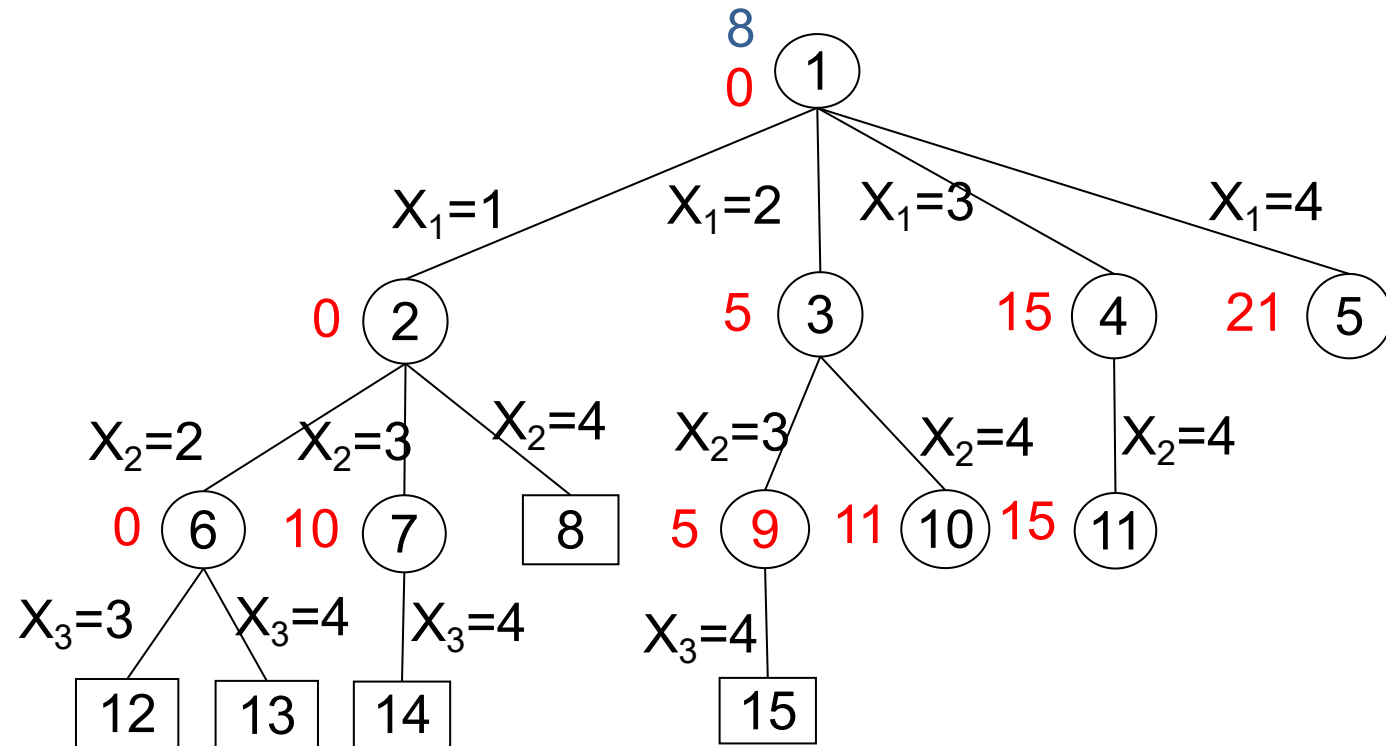 8
0 1
X₁=1 X₁=2 X₁=3 X₁=4
0 2 5 3 15 4 21 5
X₂=2 X₂=3 X₂=4 X₂=3 X₂=4 X₂=4
0 6 10 7 8 5 9 11 10 15 11
X₃=3 X₃=4 X₃=4 X₃=4
12 13 14 15